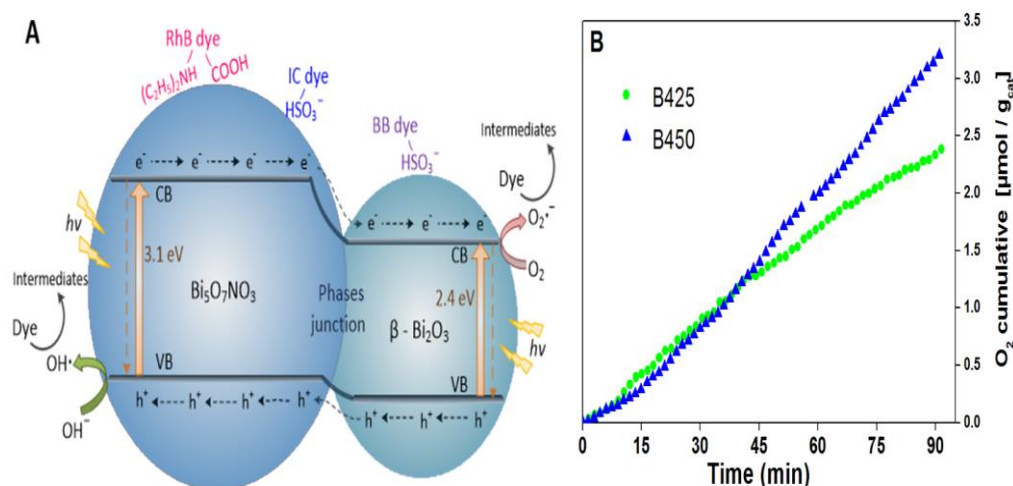 A
RhB dye
(C₂H₅)₂NH
COOH
IC dye
HSO₃⁻
BB dye
HSO₃⁻
Intermediates
Dye
O₂•⁻
O₂
e⁻ e⁻ e⁻ e⁻
CB
e⁻ e⁻ e⁻
CB
hv
3.1 eV
Bi₅O₇NO₃
Phases
junction
2.4 eV
β - Bi₂O₃
hv
Intermediates
Dye
OH•
OH⁻
VB
h⁺ h⁺ h⁺ h⁺
VB
h⁺ h⁺ h⁺
B
B425
B450
3.5
3.0
2.5
2.0
1.5
1.0
0.5
0.0
O₂ cumulative [μmol / g_cat]
0 15 30 45 60 75 90
Time (min)